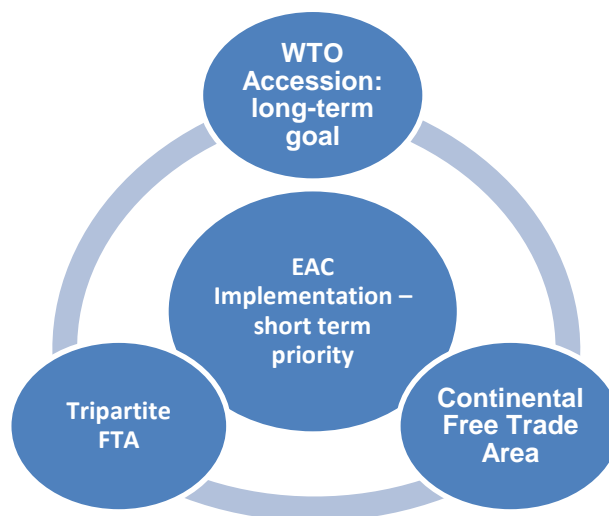 WTO
Accession:
long-term
goal
EAC
Implementation –
short term
priority
Tripartite
FTA
Continental
Free Trade
Area